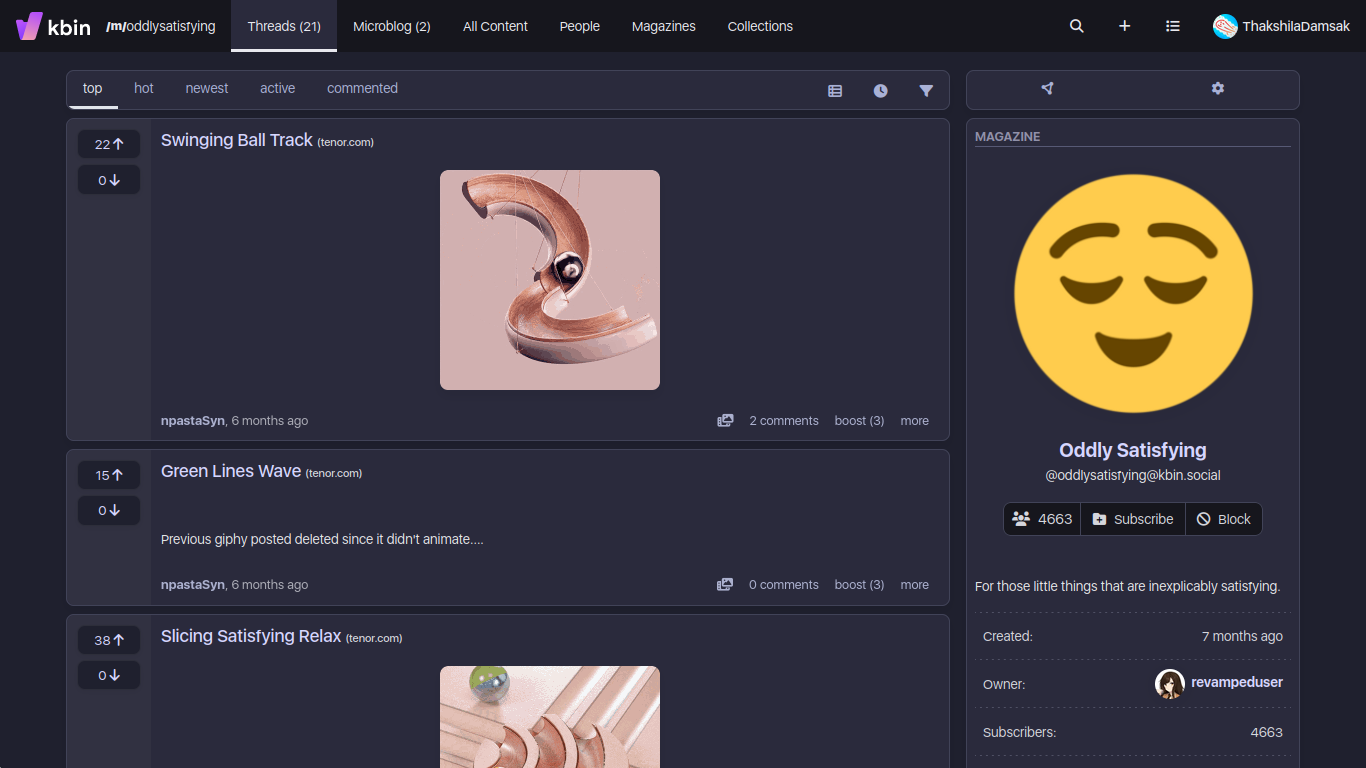 kbin /m/oddlysatisfying Threads (21) Microblog (2) All Content People Magazines Collections ThakshilaDamsak
top hot newest active commented
22
0
Swinging Ball Track (tenor.com)
npastaSyn, 6 months ago 2 comments boost (3) more
15
0
Green Lines Wave (tenor.com)
Previous giphy posted deleted since it didn't animate....
npastaSyn, 6 months ago 0 comments boost (3) more
38
0
Slicing Satisfying Relax (tenor.com)
MAGAZINE
Oddly Satisfying
@oddlysatisfying@kbin.social
4663 Subscribe Block
For those little things that are inexplicably satisfying.
Created: 7 months ago
Owner: revampeduser
Subscribers: 4663